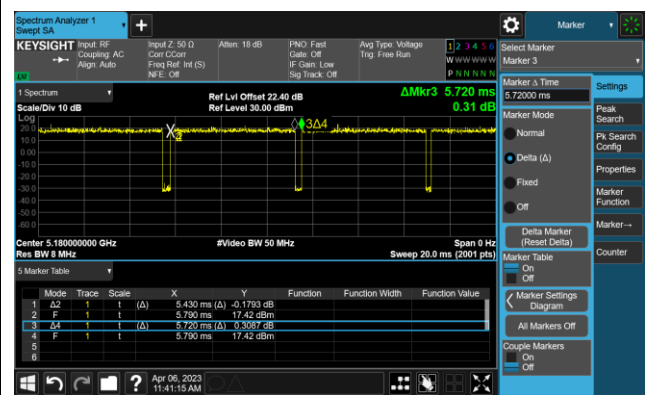 Spectrum Analyzer 1
Swept SA
+
Marker
KEYSIGHT
Input: RF
Coupling: AC
Align: Auto
Input Z: 50 Ω
Corr CCorr
Freq Ref: Int (S)
NFE: Off
Atten: 18 dB
PNO: Fast
Gate: Off
IF Gain: Low
Sig Track: Off
Avg Type: Voltage
Trig: Free Run
1 2 3 4 5 6
W W W W W W
P N N N N N
LXI
Select Marker
Marker 3
1 Spectrum
Scale/Div 10 dB
Ref Lvl Offset 22.40 dB
Ref Level 30.00 dBm
ΔMkr3 5.720 ms
0.31 dB
Log
20.0
10.0
0.00
-10.0
-20.0
-30.0
-40.0
-50.0
-60.0
3Δ4
Center 5.180000000 GHz
Res BW 8 MHz
#Video BW 50 MHz
Span 0 Hz
Sweep 20.0 ms (2001 pts)
5 Marker Table
Mode Trace Scale X Y Function Function Width Function Value
1 Δ2 1 t (Δ) 5.430 ms (Δ) -0.1793 dB
2 F 1 t 5.790 ms 17.42 dBm
3 Δ4 1 t (Δ) 5.720 ms (Δ) 0.3087 dB
4 F 1 t 5.790 ms 17.42 dBm
5
6
Marker Δ Time
5.72000 ms
Marker Mode
Normal
Delta (Δ)
Fixed
Off
Delta Marker
(Reset Delta)
Marker Table
On
Off
Marker Settings
Diagram
All Markers Off
Couple Markers
On
Off
Settings
Peak
Search
Pk Search
Config
Properties
Marker
Function
Marker→
Counter
?
Apr 06, 2023
11:41:15 AM